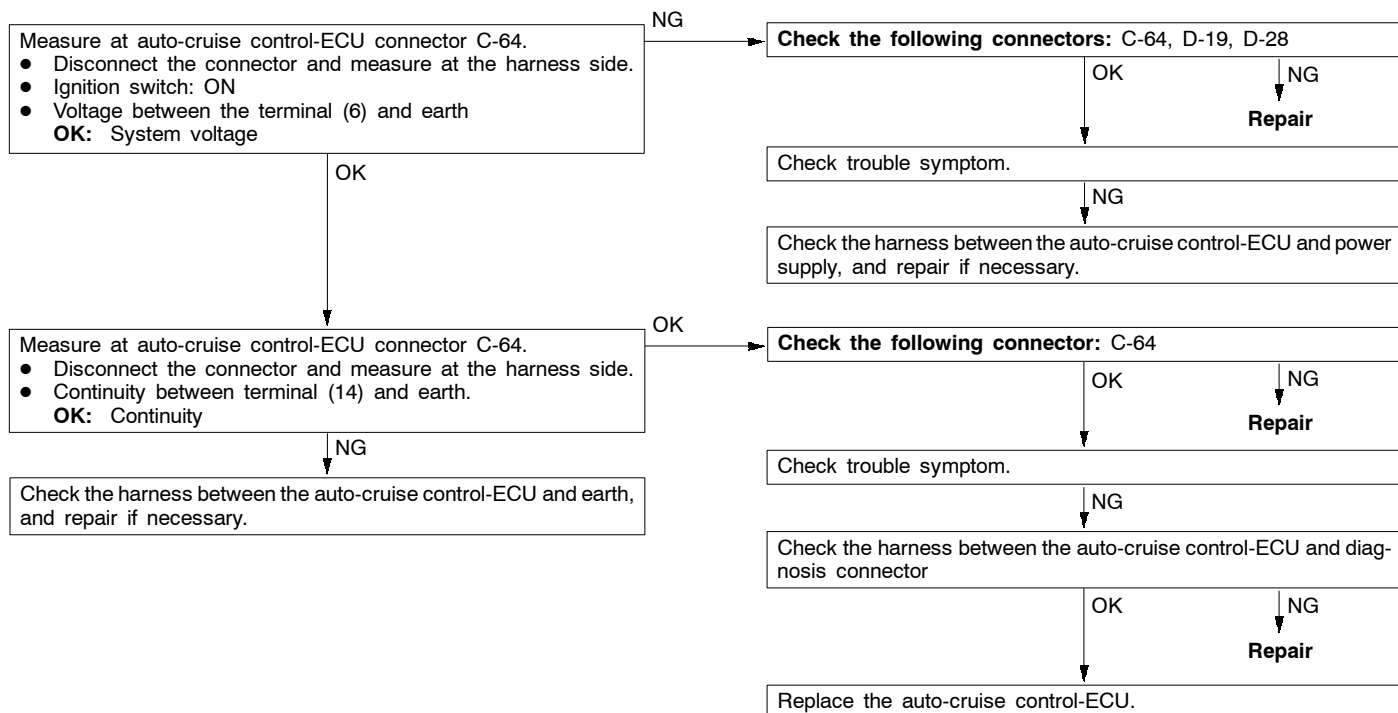 NG
Measure at auto-cruise control-ECU connector C-64.
● Disconnect the connector and measure at the harness side.
● Ignition switch: ON
● Voltage between the terminal (6) and earth
OK: System voltage
Check the following connectors: C-64, D-19, D-28
OK
NG
Repair
OK
Check trouble symptom.
NG
Check the harness between the auto-cruise control-ECU and power
supply, and repair if necessary.
OK
Measure at auto-cruise control-ECU connector C-64.
● Disconnect the connector and measure at the harness side.
● Continuity between terminal (14) and earth.
OK: Continuity
Check the following connector: C-64
OK
NG
Repair
NG
Check trouble symptom.
Check the harness between the auto-cruise control-ECU and earth,
and repair if necessary.
NG
Check the harness between the auto-cruise control-ECU and diag-
nosis connector
OK
NG
Repair
Replace the auto-cruise control-ECU.